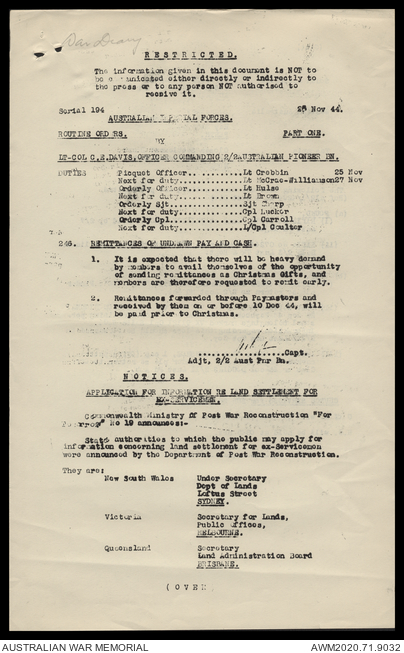 War Diary
RESTRICTED.
The information given in this document is NOT to
be communicated either directly or indirectly to
the press or to any person NOT authorised to
receive it.
Serial 194 25 Nov 44.
AUSTRALIAN IMPERIAL FORCES.
ROUTINE ORDERS. PART ONE.
BY
LT-COL C.E.DAVIS, OFFICER COMMANDING 2/2 AUSTRALIAN PIONEER BN.
DUTIES Picquet Officer...........Lt Crebbin 25 Nov
Next for duty.............Lt McCrae-Williamson 27 Nov
Orderly Officer...........Lt Hulse
Next for duty.............Lt Brown
Orderly Sjt...............Sjt
Next for duty.............Cpl Lucker
Orderly Cpl...............Cpl Carroll
Next for duty.............L/Cpl Coulter
246. REMITTANCES OF UNDRAWN PAY AND CASH.
1. It is expected that there will be heavy demand
by members to avail themselves of the opportunity
of sending remittances as Christmas Gifts, and
members are therefore requested to remit early.
2. Remittances forwarded through Paymasters and
received by them on or before 10 Dec 44, will
be paid prior to Christmas.
...................Capt.
Adjt, 2/2 Aust Pnr Bn.
NOTICES.
APPLICATION FOR INFORMATION RE LAND SETTLEMENT FOR
EX-SERVICEMEN.
Commonwealth Ministry of Post War Reconstruction "For
Tomorrow" No 19 announces:-
State authorities to which the public may apply for
information concerning land settlement for ex-Servicemen
were announced by the Department of Post War Reconstruction.
They are:
New South Wales Under Secretary
Dept of Lands
Loftus Street
SYDNEY.
Victoria Secretary for Lands,
Public Offices,
MELBOURNE.
Queensland Secretary
Land Administration Board
BRISBANE.
(OVER
AUSTRALIAN WAR MEMORIAL AWM2020.71.9032